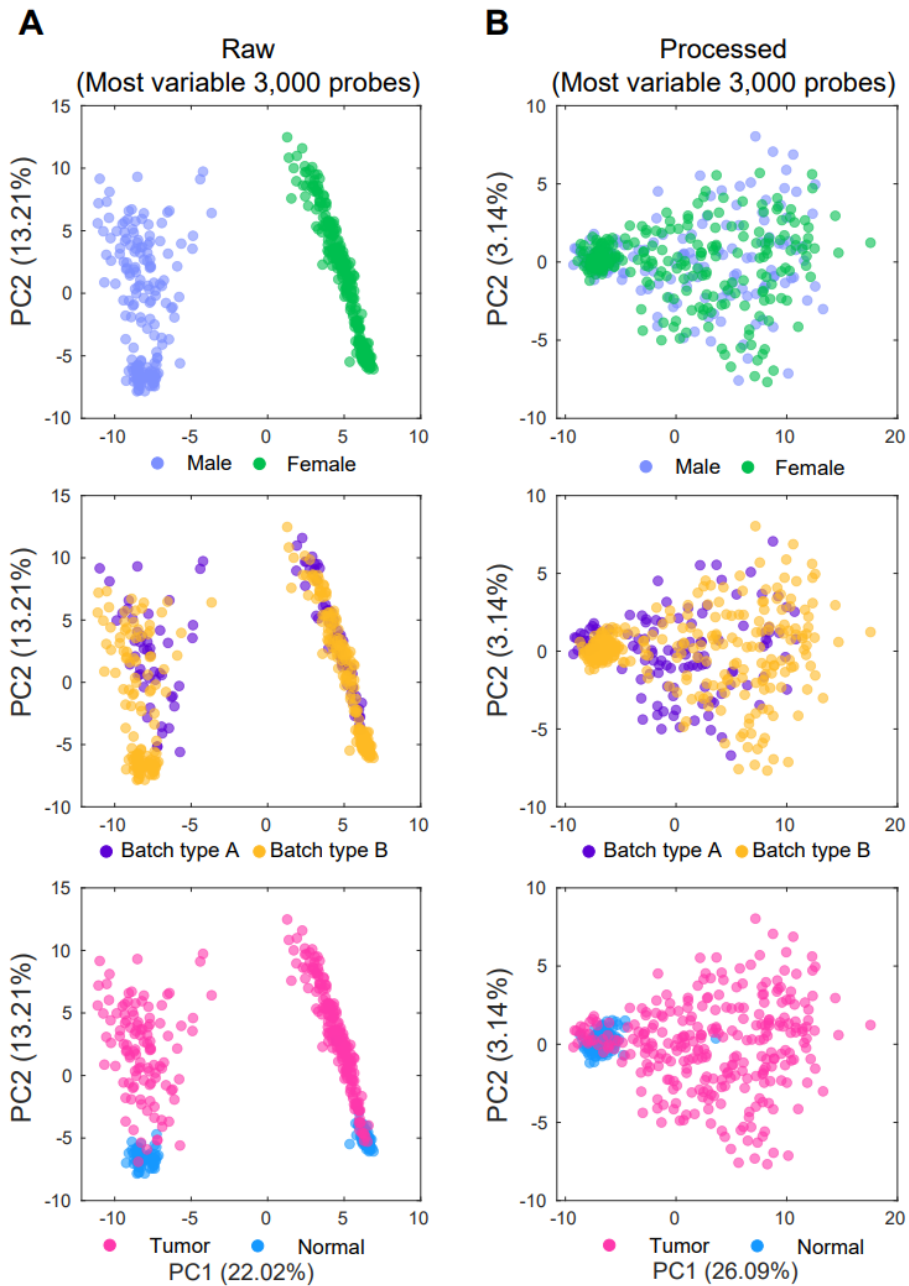 A
Raw
(Most variable 3,000 probes)
15
10
5
0
-5
-10
PC2 (13.21%)
-10 -5 0 5 10
Male Female
15
10
5
0
-5
-10
PC2 (13.21%)
-10 -5 0 5 10
Batch type A Batch type B
15
10
5
0
-5
-10
PC2 (13.21%)
-10 -5 0 5 10
Tumor Normal
PC1 (22.02%)
B
Processed
(Most variable 3,000 probes)
10
5
0
-5
-10
PC2 (3.14%)
-10 0 10 20
Male Female
10
5
0
-5
-10
PC2 (3.14%)
-10 0 10 20
Batch type A Batch type B
10
5
0
-5
-10
PC2 (3.14%)
-10 0 10 20
Tumor Normal
PC1 (26.09%)